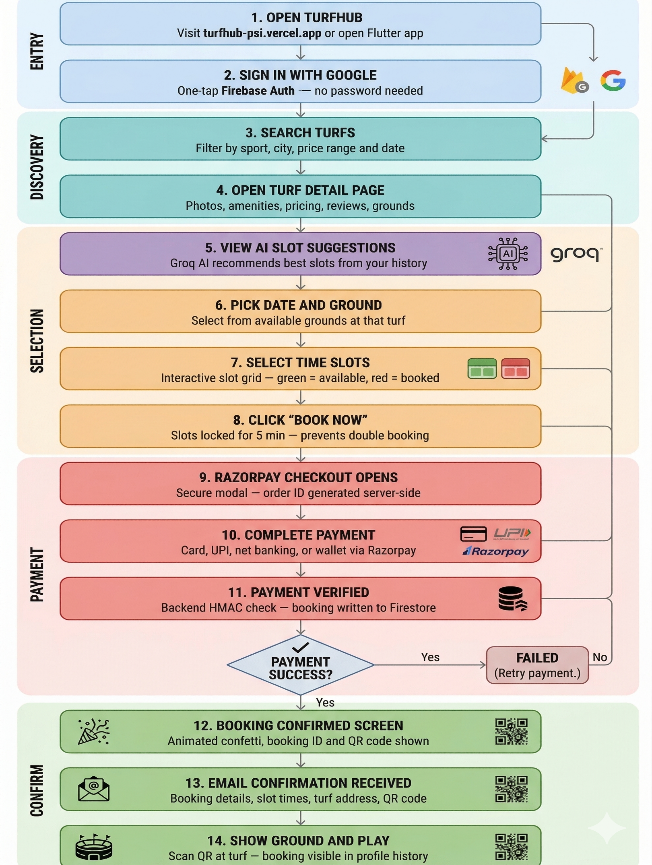 ENTRY
1. OPEN TURFHUB
Visit turfhub-psi.vercel.app or open Flutter app
2. SIGN IN WITH GOOGLE
One-tap Firebase Auth — no password needed
G
G
DISCOVERY
3. SEARCH TURFS
Filter by sport, city, price range and date
4. OPEN TURF DETAIL PAGE
Photos, amenities, pricing, reviews, grounds
SELECTION
5. VIEW AI SLOT SUGGESTIONS
Groq AI recommends best slots from your history
AI
groq™
6. PICK DATE AND GROUND
Select from available grounds at that turf
7. SELECT TIME SLOTS
Interactive slot grid — green = available, red = booked
8. CLICK “BOOK NOW”
Slots locked for 5 min — prevents double booking
PAYMENT
9. RAZORPAY CHECKOUT OPENS
Secure modal — order ID generated server-side
10. COMPLETE PAYMENT
Card, UPI, net banking, or wallet via Razorpay
UPI
Razorpay
11. PAYMENT VERIFIED
Backend HMAC check — booking written to Firestore
PAYMENT
SUCCESS?
Yes
FAILED
(Retry payment.)
No
Yes
CONFIRM
12. BOOKING CONFIRMED SCREEN
Animated confetti, booking ID and QR code shown
13. EMAIL CONFIRMATION RECEIVED
Booking details, slot times, turf address, QR code
@
14. SHOW GROUND AND PLAY
Scan QR at turf — booking visible in profile history